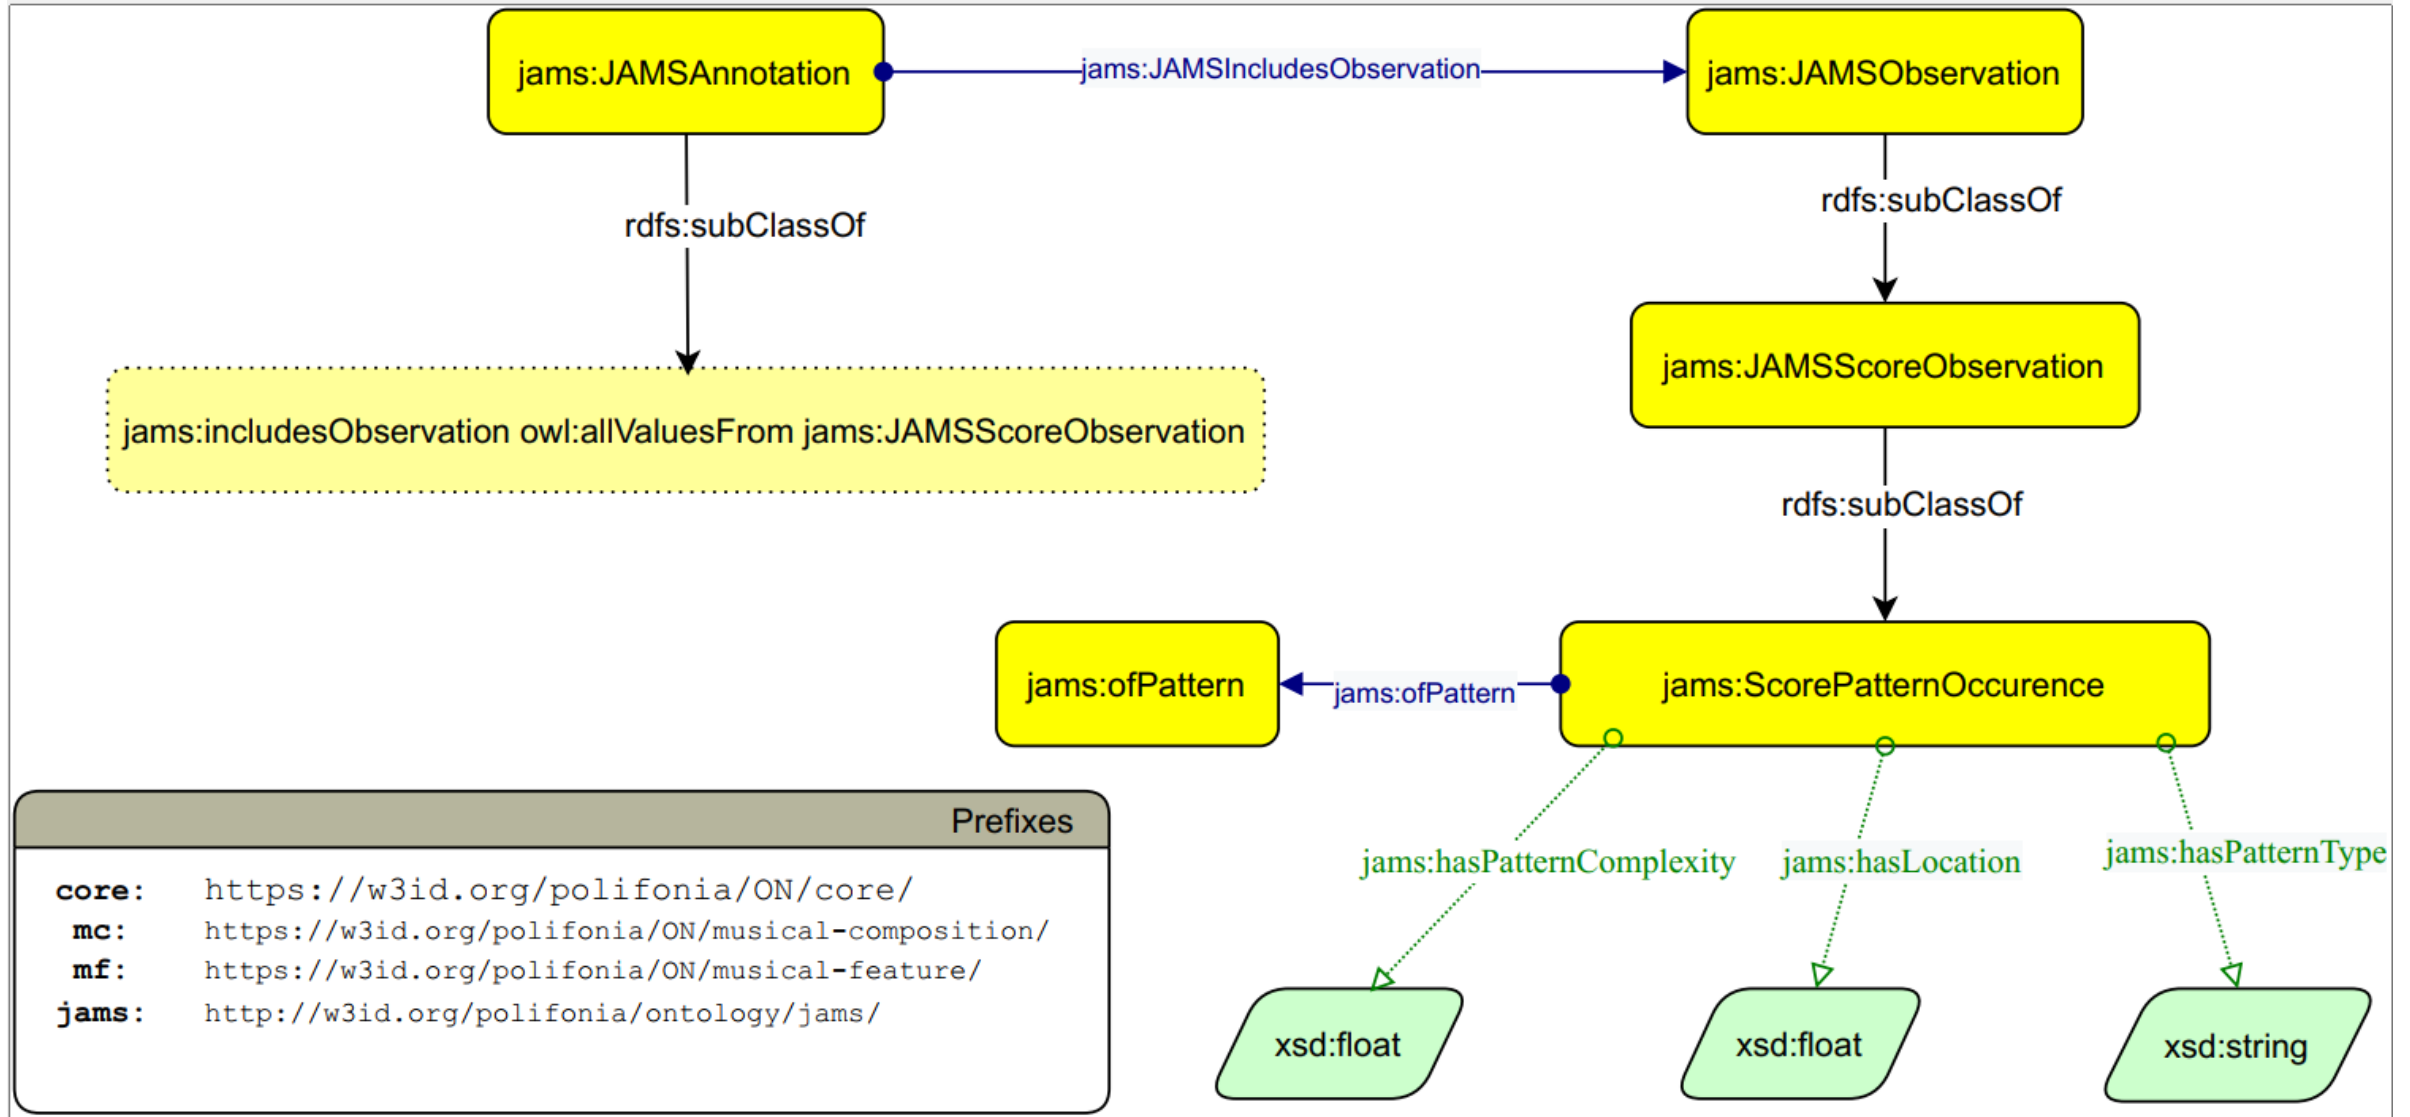 jams:JAMSAnnotation
jams:JAMSIncludesObservation
jams:JAMSObservation
rdfs:subClassOf
rdfs:subClassOf
jams:JAMSScoreObservation
jams:includesObservation owl:allValuesFrom jams:JAMSScoreObservation
rdfs:subClassOf
jams:ofPattern
jams:ofPattern
jams:ScorePatternOccurence
jams:hasPatternComplexity
jams:hasLocation
jams:hasPatternType
xsd:float
xsd:float
xsd:string
Prefixes
core: https://w3id.org/polifonia/ON/core/
mc: https://w3id.org/polifonia/ON/musical-composition/
mf: https://w3id.org/polifonia/ON/musical-feature/
jams: http://w3id.org/polifonia/ontology/jams/